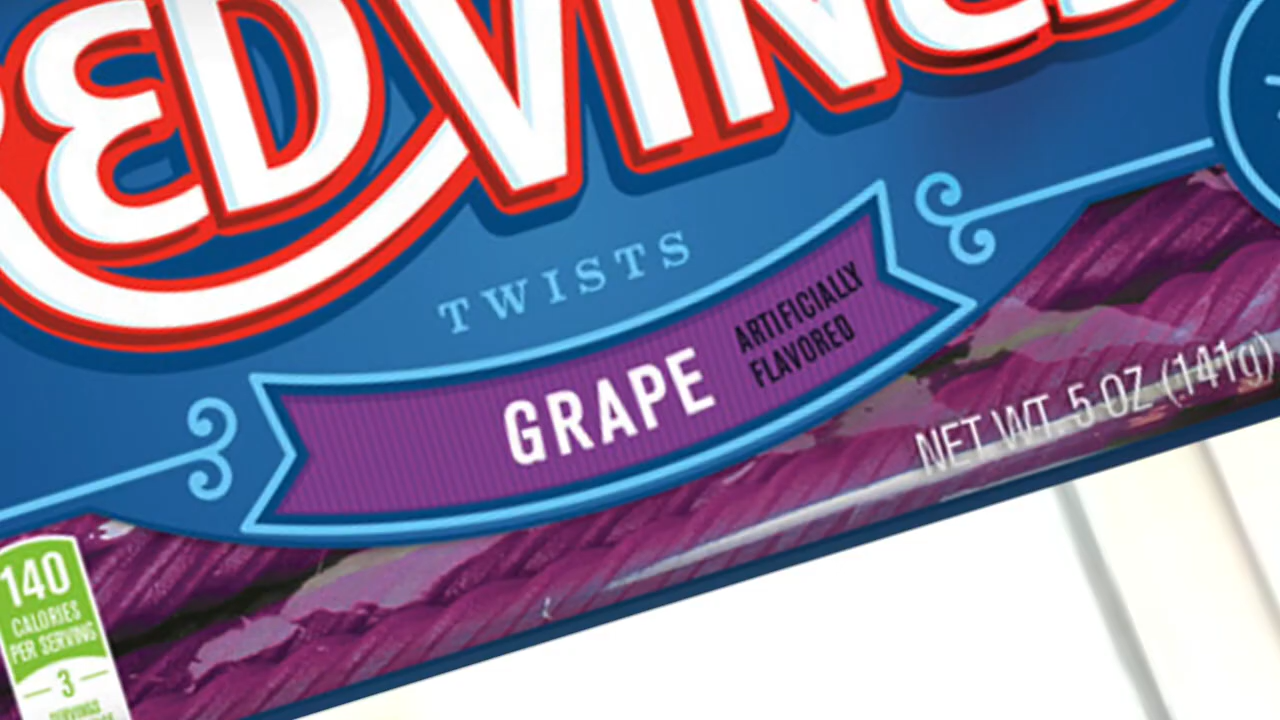 EDVINE
TWISTS
GRAPE
ARTIFICIALLY
FLAVORED
NET WT. 5 OZ (141g)
140
CALORIES
PER SERVING
3